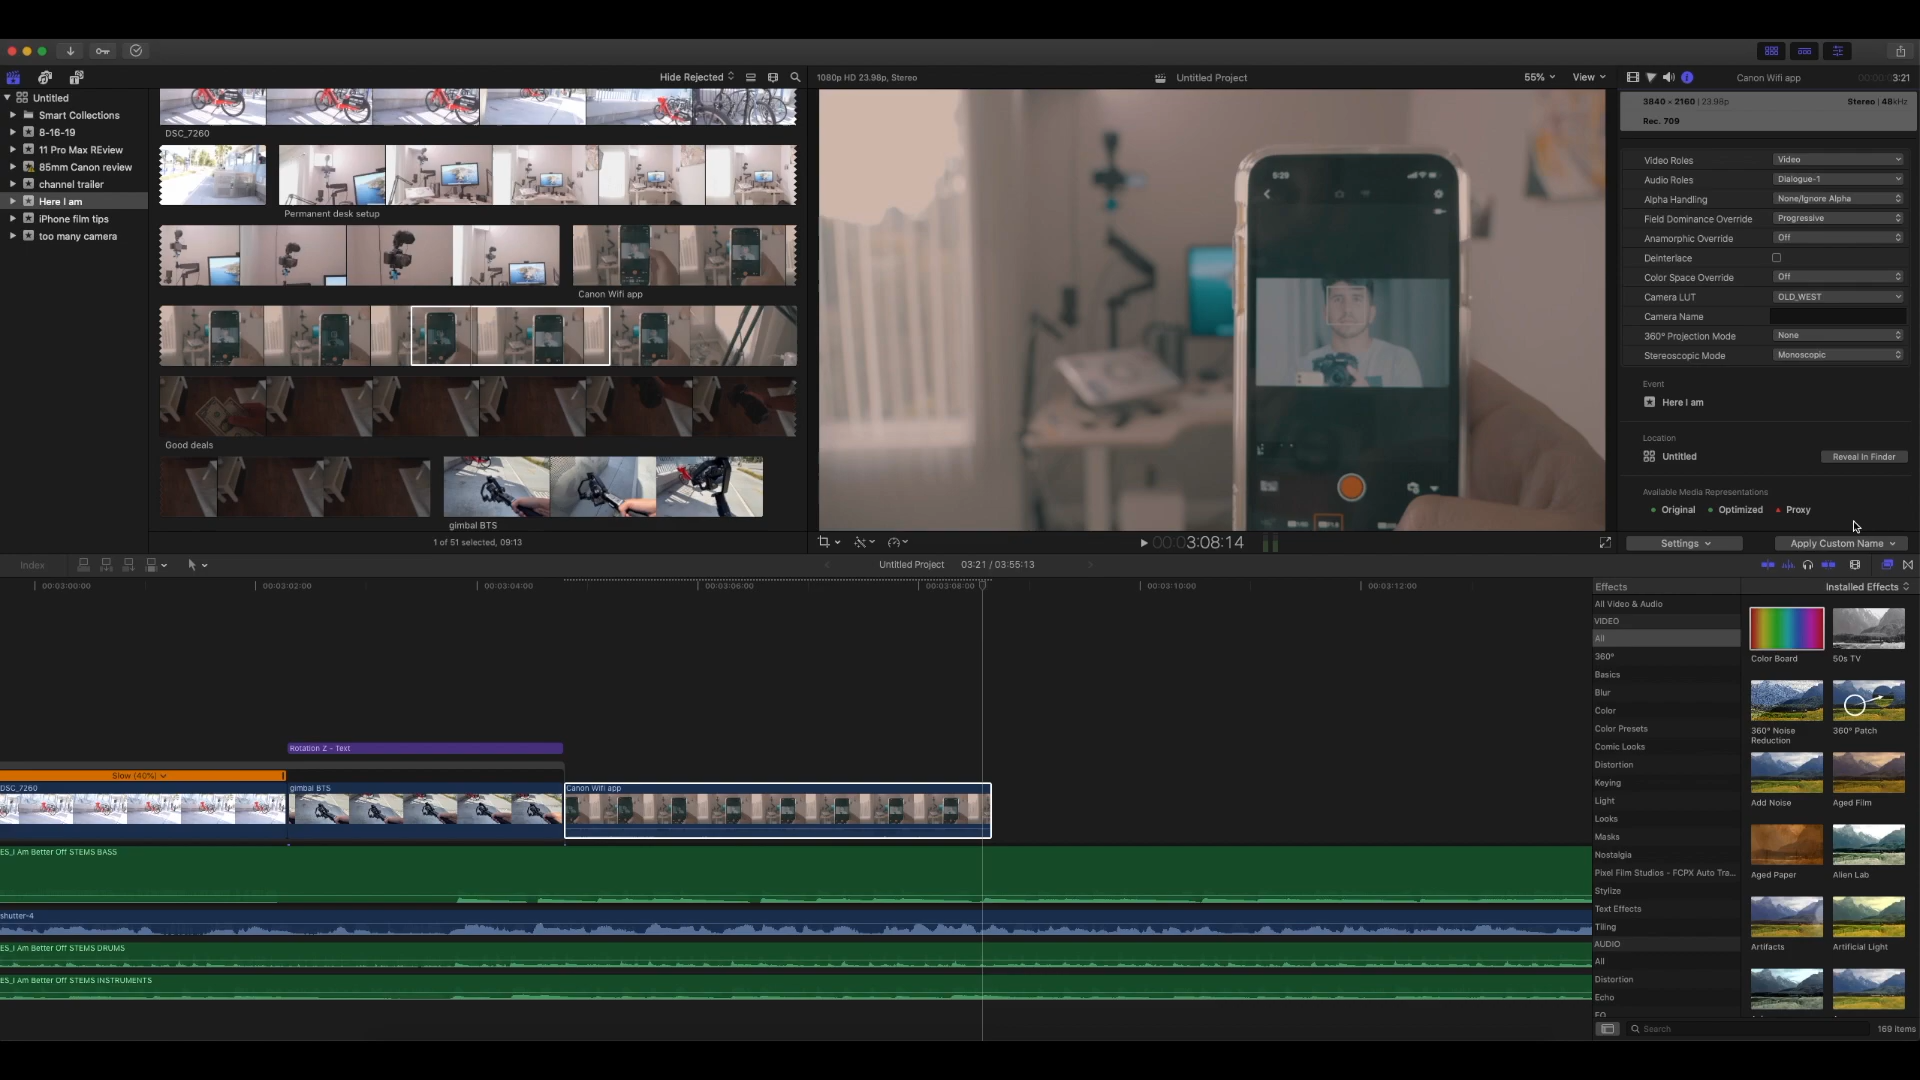 Hide Rejected
1080p HD 23.98p, Stereo
Untitled Project
55%
View
Canon Wifi app
00:00:03:21
Untitled
Smart Collections
8-16-19
11 Pro Max REview
85mm Canon review
channel trailer
Here I am
iPhone film tips
too many camera
DSC_7260
Permanent desk setup
Canon Wifi app
Good deals
gimbal BTS
1 of 51 selected, 09:13
5:29
00:00:03:08:14
3840 × 2160 | 23.98p
Stereo | 48kHz
Rec. 709
Video Roles
Video
Audio Roles
Dialogue-1
Alpha Handling
None/Ignore Alpha
Field Dominance Override
Progressive
Anamorphic Override
Off
Deinterlace
Color Space Override
Off
Camera LUT
OLD_WEST
Camera Name
360° Projection Mode
None
Stereoscopic Mode
Monoscopic
Event
Here I am
Location
Untitled
Reveal in Finder
Available Media Representations
Original
Optimized
Proxy
Settings
Apply Custom Name
Index
Untitled Project
03:21 / 03:55:13
00:03:00:00
00:03:02:00
00:03:04:00
00:03:06:00
00:03:08:00
00:03:10:00
00:03:12:00
Rotation Z - Text
Slow (40%)
DSC_7260
gimbal BTS
Canon Wifi app
ES_I Am Better Off STEMS BASS
shutter-4
ES_I Am Better Off STEMS DRUMS
ES_I Am Better Off STEMS INSTRUMENTS
Effects
Installed Effects
All Video & Audio
VIDEO
All
360°
Basics
Blur
Color
Color Presets
Comic Looks
Distortion
Keying
Light
Looks
Masks
Nostalgia
Pixel Film Studios - FCPX Auto Tra...
Stylize
Text Effects
Tiling
AUDIO
All
Distortion
Echo
EQ
Color Board
50s TV
360° Noise Reduction
360° Patch
Add Noise
Aged Film
Aged Paper
Alien Lab
Artifacts
Artificial Light
Search
169 items